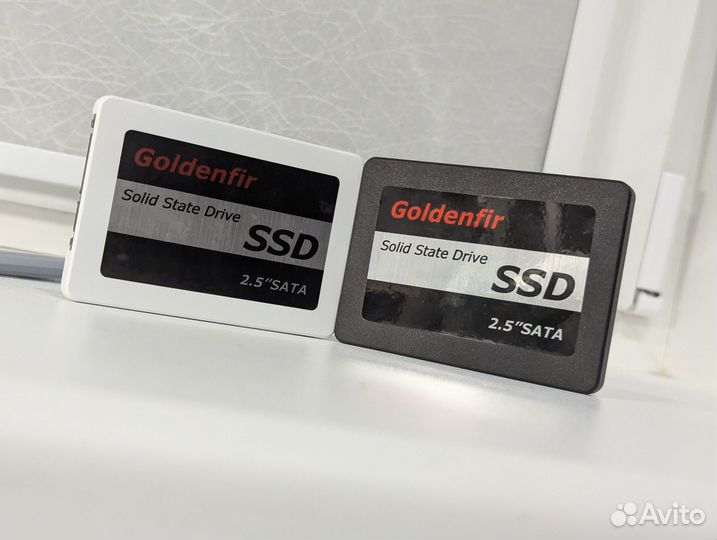 Goldenfir
Solid State Drive
SSD
2.5"SATA
Goldenfir
Solid State Drive
SSD
2.5"SATA
Avito